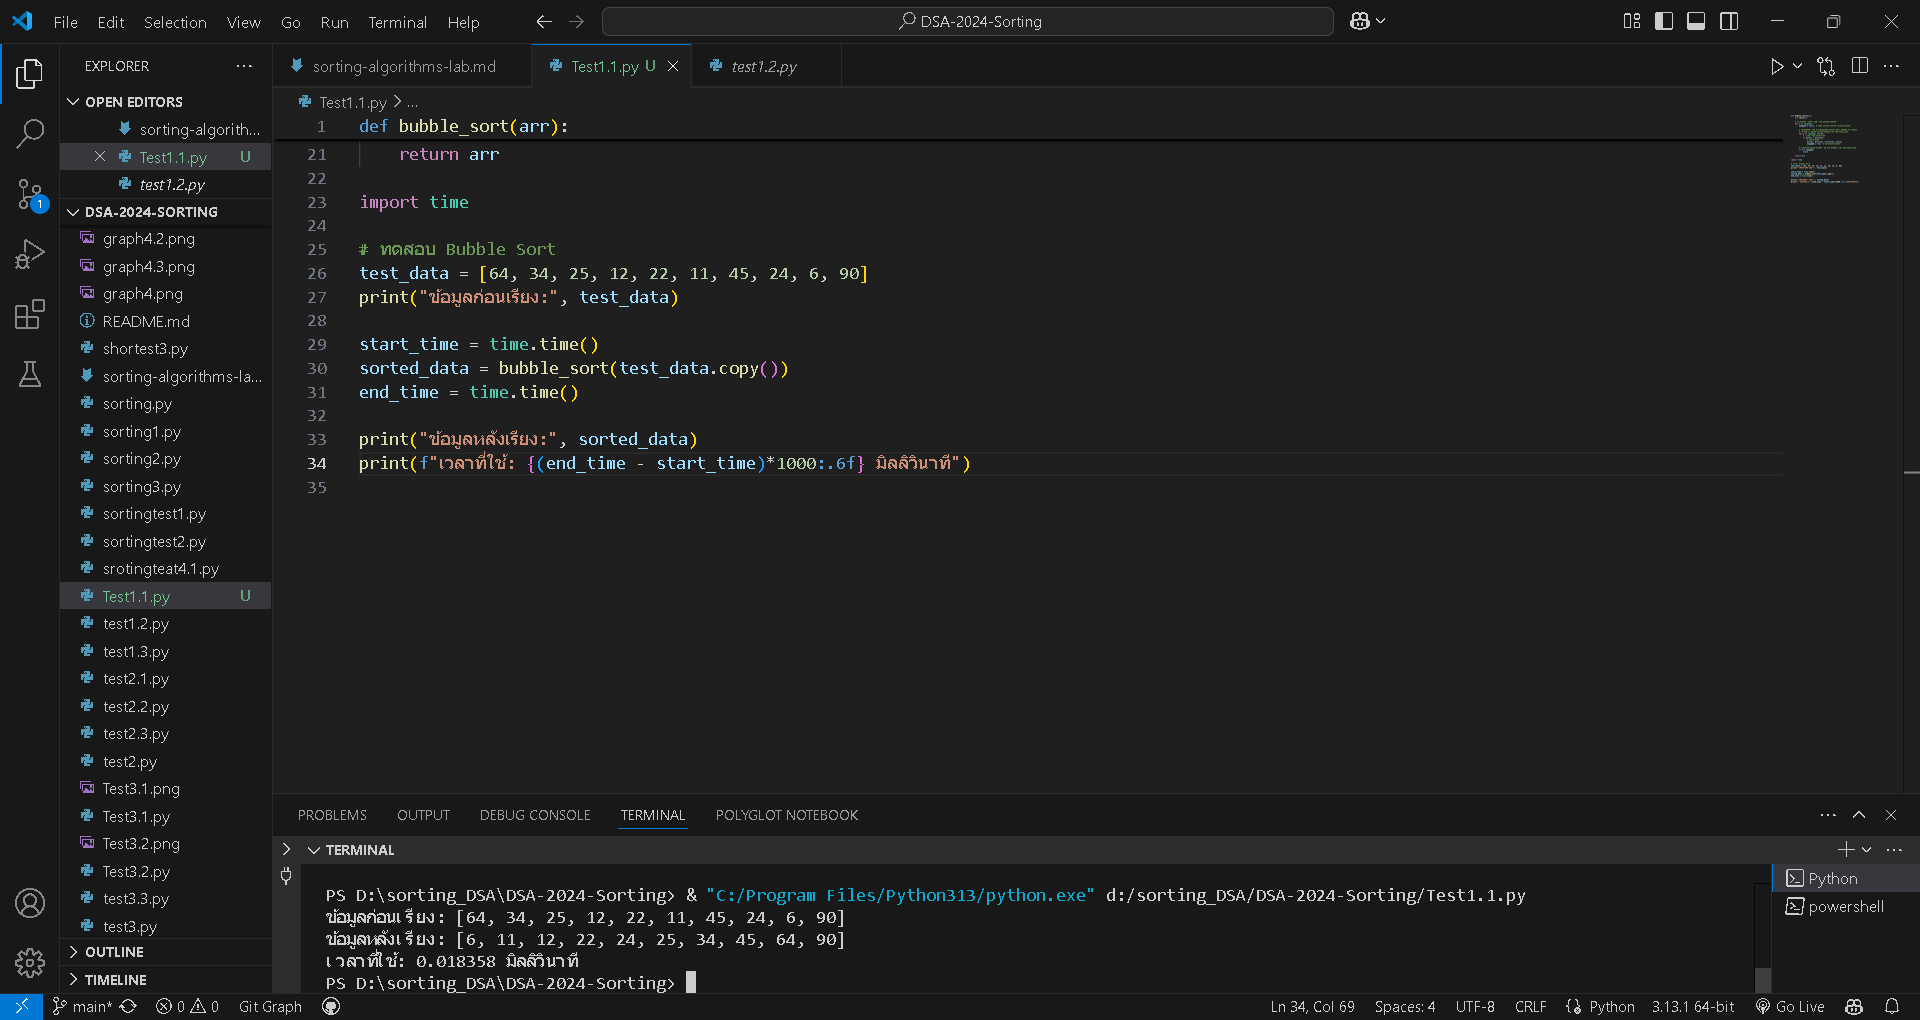 File Edit Selection View Go Run Terminal Help
DSA-2024-Sorting
EXPLORER
OPEN EDITORS
sorting-algorith...
Test1.1.py U
test1.2.py
DSA-2024-SORTING
graph4.2.png
graph4.3.png
graph4.png
README.md
shortest3.py
sorting-algorithms-la...
sorting.py
sorting1.py
sorting2.py
sorting3.py
sortingtest1.py
sortingtest2.py
srotingteat4.1.py
Test1.1.py U
test1.2.py
test1.3.py
test2.1.py
test2.2.py
test2.3.py
test2.py
Test3.1.png
Test3.1.py
Test3.2.png
Test3.2.py
test3.3.py
test3.py
OUTLINE
TIMELINE
1
sorting-algorithms-lab.md Test1.1.py U test1.2.py
Test1.1.py > ...
1 def bubble_sort(arr):
21 return arr
22
23 import time
24
25 # ทดสอบ Bubble Sort
26 test_data = [64, 34, 25, 12, 22, 11, 45, 24, 6, 90]
27 print("ข้อมูลก่อนเรียง:", test_data)
28
29 start_time = time.time()
30 sorted_data = bubble_sort(test_data.copy())
31 end_time = time.time()
32
33 print("ข้อมูลหลังเรียง:", sorted_data)
34 print(f"เวลาที่ใช้: {(end_time - start_time)*1000:.6f} มิลลิวินาที")
35
PROBLEMS OUTPUT DEBUG CONSOLE TERMINAL POLYGLOT NOTEBOOK
TERMINAL
PS D:\sorting_DSA\DSA-2024-Sorting> & "C:/Program Files/Python313/python.exe" d:/sorting_DSA/DSA-2024-Sorting/Test1.1.py
ข้อมูลก่อนเรียง: [64, 34, 25, 12, 22, 11, 45, 24, 6, 90]
ข้อมูลหลังเรียง: [6, 11, 12, 22, 24, 25, 34, 45, 64, 90]
เวลาที่ใช้: 0.018358 มิลลิวินาที
PS D:\sorting_DSA\DSA-2024-Sorting>
Python
powershell
main* 0 0 Git Graph
Ln 34, Col 69 Spaces: 4 UTF-8 CRLF {} Python 3.13.1 64-bit Go Live